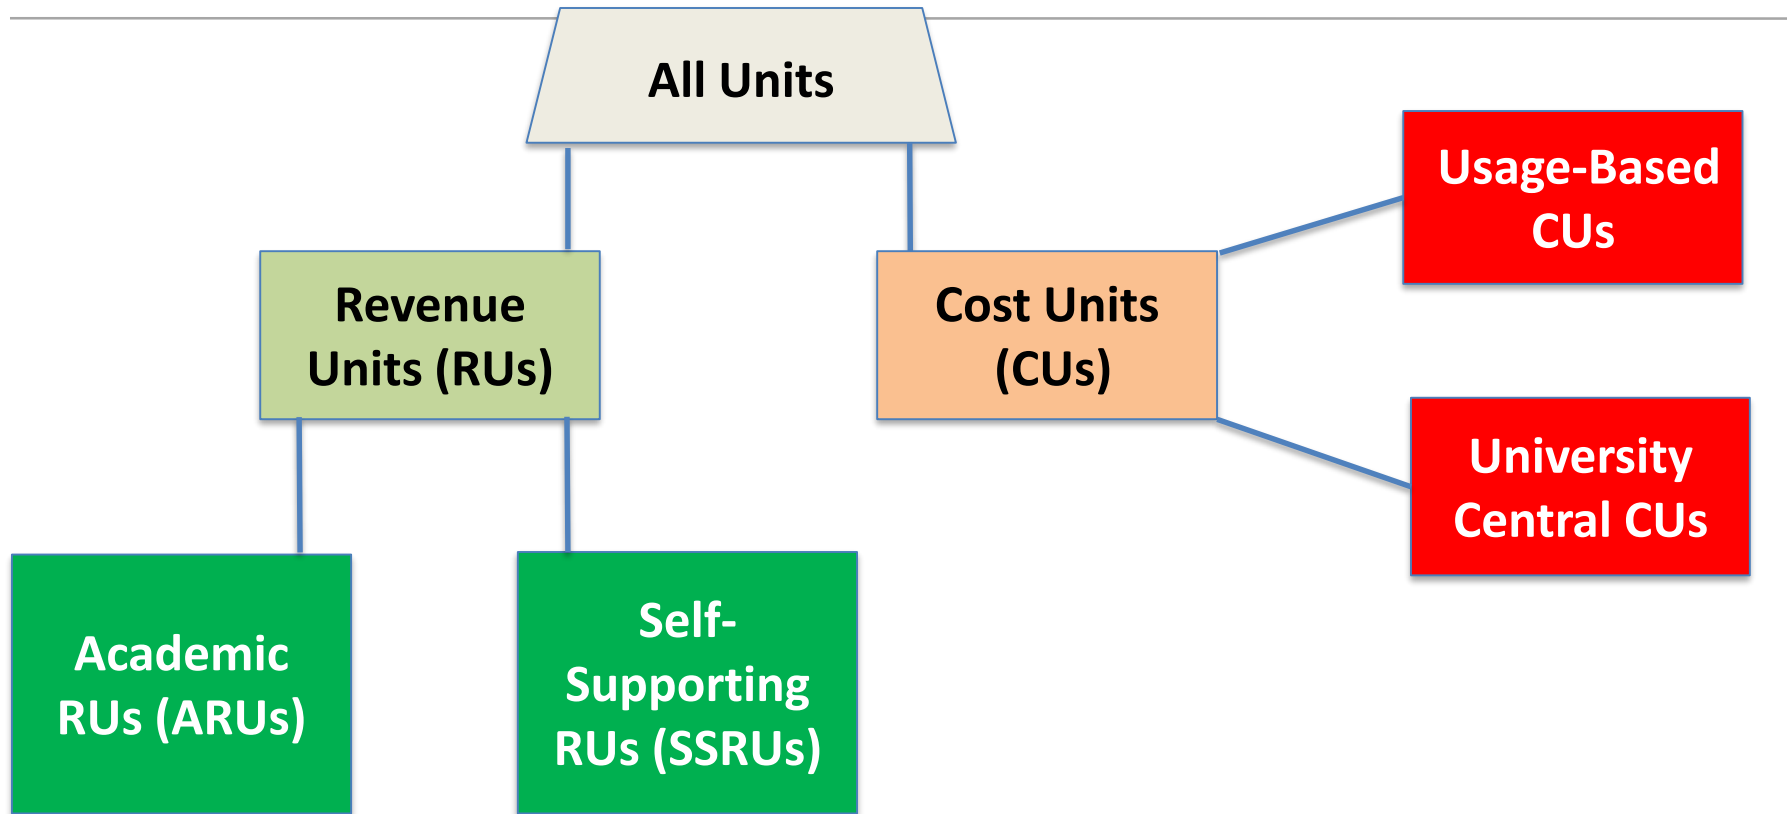 All Units
Usage-Based
CUs
Revenue
Units (RUs)
Cost Units
(CUs)
University
Central CUs
Academic
RUs (ARUs)
Self-
Supporting
RUs (SSRUs)